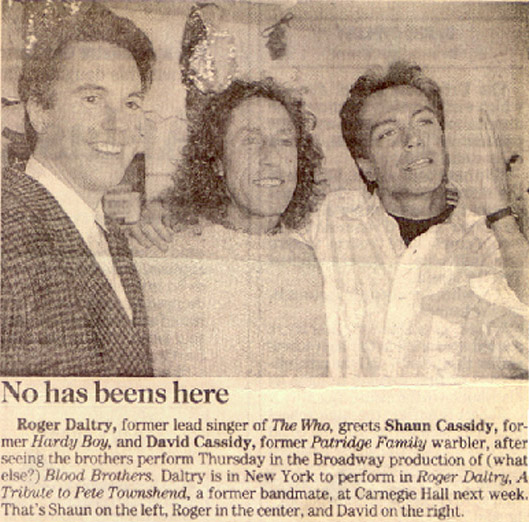 No has beens here
Roger Daltry, former lead singer of The Who, greets Shaun Cassidy, for-
mer Hardy Boy, and David Cassidy, former Patridge Family warbler, after
seeing the brothers perform Thursday in the Broadway production of (what
else?) Blood Brothers. Daltry is in New York to perform in Roger Daltry, A
Tribute to Pete Townshend, a former bandmate, at Carnegie Hall next week.
That's Shaun on the left, Roger in the center, and David on the right.